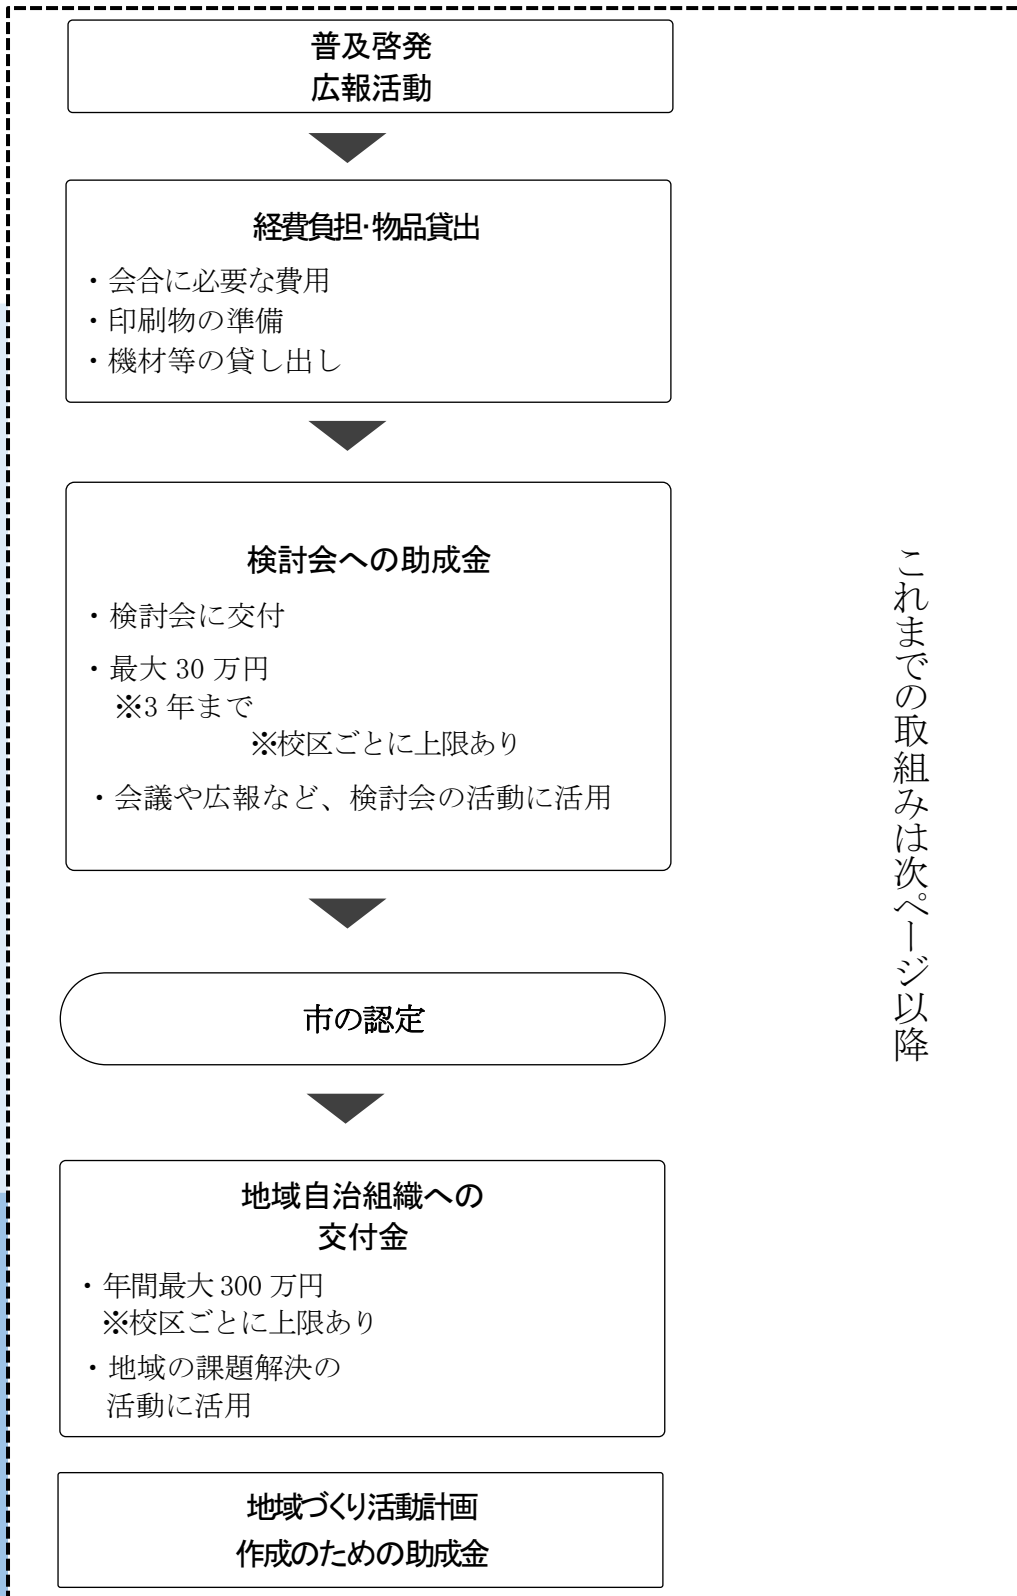 普及啓発
広報活動
経費負担・物品貸出
・会合に必要な費用
・印刷物の準備
・機材等の貸し出し
検討会への助成金
・検討会に交付
・最大 30 万円
※3 年まで
※校区ごとに上限あり
・会議や広報など、検討会の活動に活用
市の認定
地域自治組織への
交付金
・年間最大 300 万円
※校区ごとに上限あり
・地域の課題解決の
活動に活用
地域づくり活動計画
作成のための助成金
これまでの取組みは次ページ以降